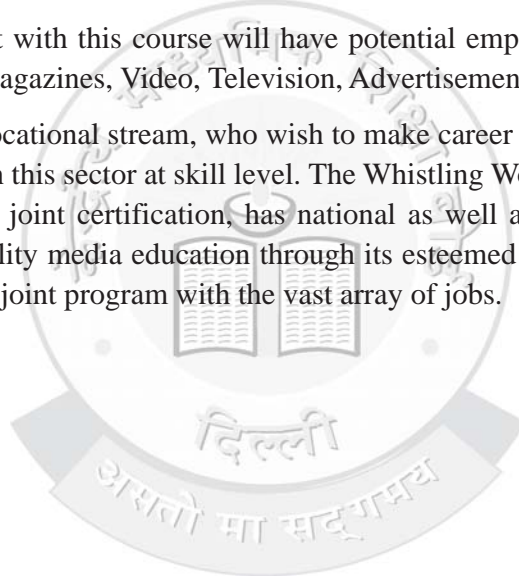 t with this course will have potential emp
agazines, Video, Television, Advertisemen
ocational stream, who wish to make career
n this sector at skill level. The Whistling Wo
joint certification, has national as well a
lity media education through its esteemed
joint program with the vast array of jobs.
माध्यमिक शिक्षा बोर्ड
दिल्ली
असतो मा सद्गमय